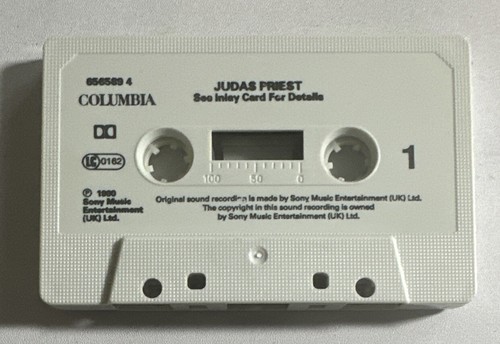 656589 4
COLUMBIA
JUDAS PRIEST
See Inlay Card For Details
LC 0162
1
100 50 0
℗ 1990
Sony Music
Entertainment
(UK) Ltd.
Original sound recording is made by Sony Music Entertainment (UK) Ltd.
The copyright in this sound recording is owned
by Sony Music Entertainment (UK) Ltd.